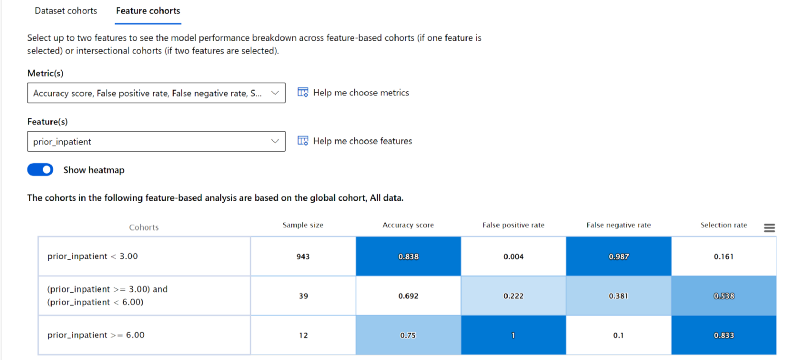 Dataset cohorts Feature cohorts
Select up to two features to see the model performance breakdown across feature-based cohorts (if one feature is
selected) or intersectional cohorts (if two features are selected).
Metric(s)
Accuracy score, False positive rate, False negative rate, S... Help me choose metrics
Feature(s)
prior_inpatient Help me choose features
Show heatmap
The cohorts in the following feature-based analysis are based on the global cohort, All data.
Cohorts Sample size Accuracy score False positive rate False negative rate Selection rate
prior_inpatient < 3.00 943 0.838 0.004 0.987 0.161
(prior_inpatient >= 3.00) and
(prior_inpatient < 6.00) 39 0.692 0.222 0.381 0.538
prior_inpatient >= 6.00 12 0.75 1 0.1 0.833